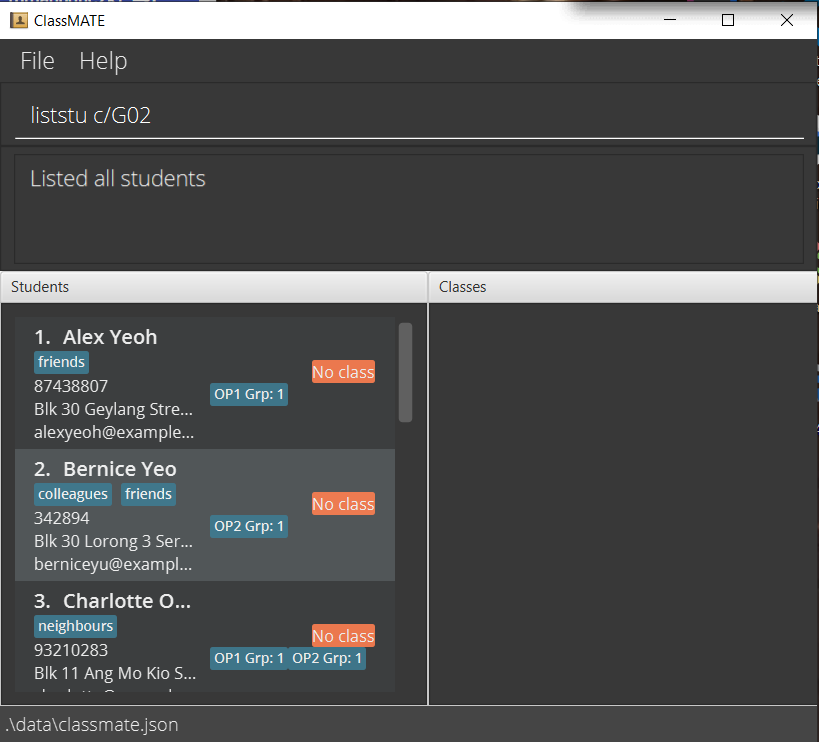 ClassMATE
File Help
liststu c/G02
Listed all students
Students
Classes
1. Alex Yeoh
friends
No class
87438807
OP1 Grp: 1
Blk 30 Geylang Stre...
alexyeoh@example...
2. Bernice Yeo
colleagues friends
No class
342894
OP2 Grp: 1
Blk 30 Lorong 3 Ser...
berniceyu@exampl...
3. Charlotte O...
neighbours
No class
93210283
OP1 Grp: 1 OP2 Grp: 1
Blk 11 Ang Mo Kio S...
.\data\classmate.json